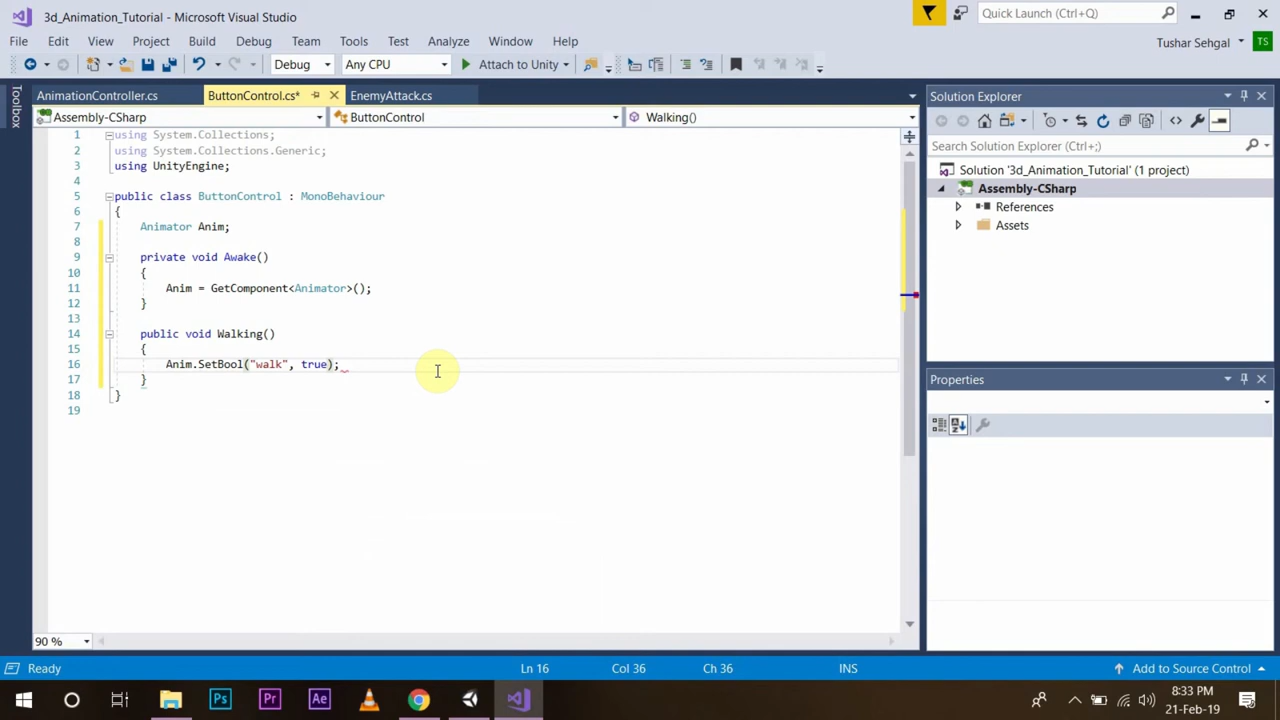 3d_Animation_Tutorial - Microsoft Visual Studio
Quick Launch (Ctrl+Q)
File Edit View Project Build Debug Team Tools Test Analyze Window Help
Tushar Sehgal TS
Debug Any CPU Attach to Unity
Toolbox
AnimationController.cs ButtonControl.cs* EnemyAttack.cs
Assembly-CSharp ButtonControl Walking()
1 using System.Collections;
2 using System.Collections.Generic;
3 using UnityEngine;
4
5 public class ButtonControl : MonoBehaviour
6 {
7 Animator Anim;
8
9 private void Awake()
10 {
11 Anim = GetComponent<Animator>();
12 }
13
14 public void Walking()
15 {
16 Anim.SetBool("walk", true);
17 }
18 }
19
90 %
Solution Explorer
Search Solution Explorer (Ctrl+;)
Solution '3d_Animation_Tutorial' (1 project)
Assembly-CSharp
References
Assets
Properties
Ready Ln 16 Col 36 Ch 36 INS Add to Source Control
Ps Pr Ae
8:33 PM
21-Feb-19